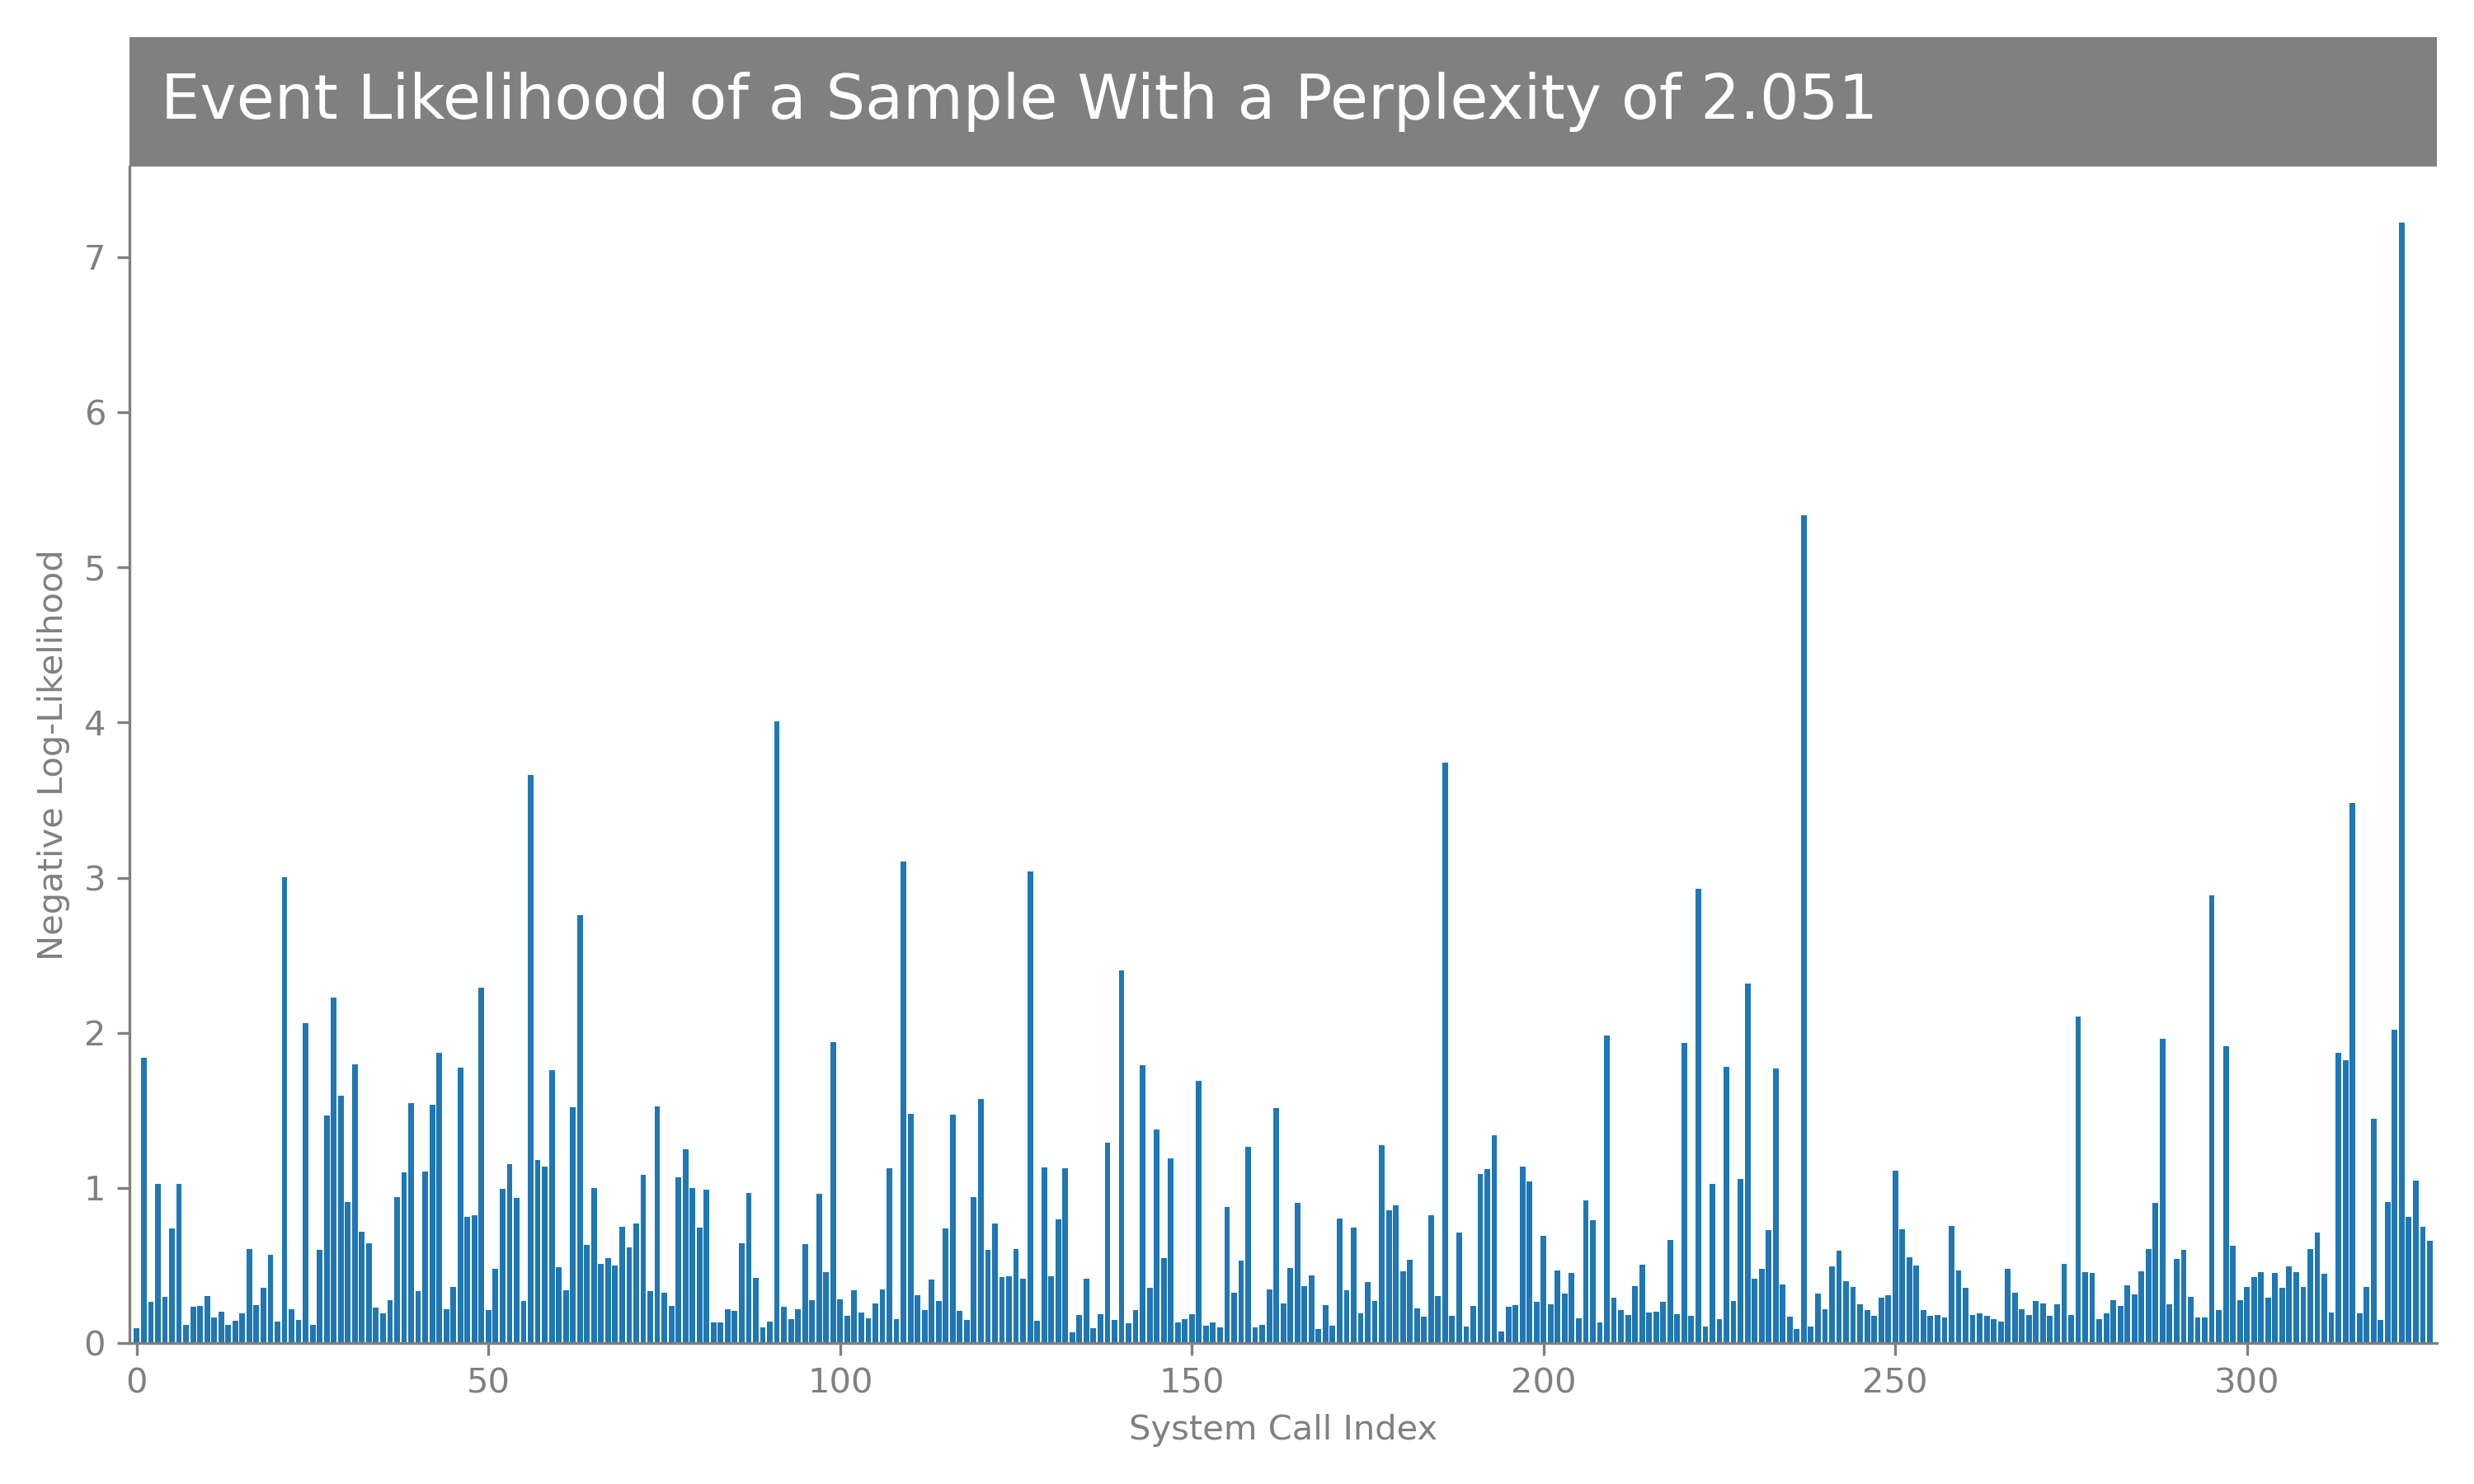 Event Likelihood of a Sample With a Perplexity of 2.051
7
6
5
4
3
2
1
0
Negative Log-Likelihood
0 50 100 150 200 250 300
System Call Index